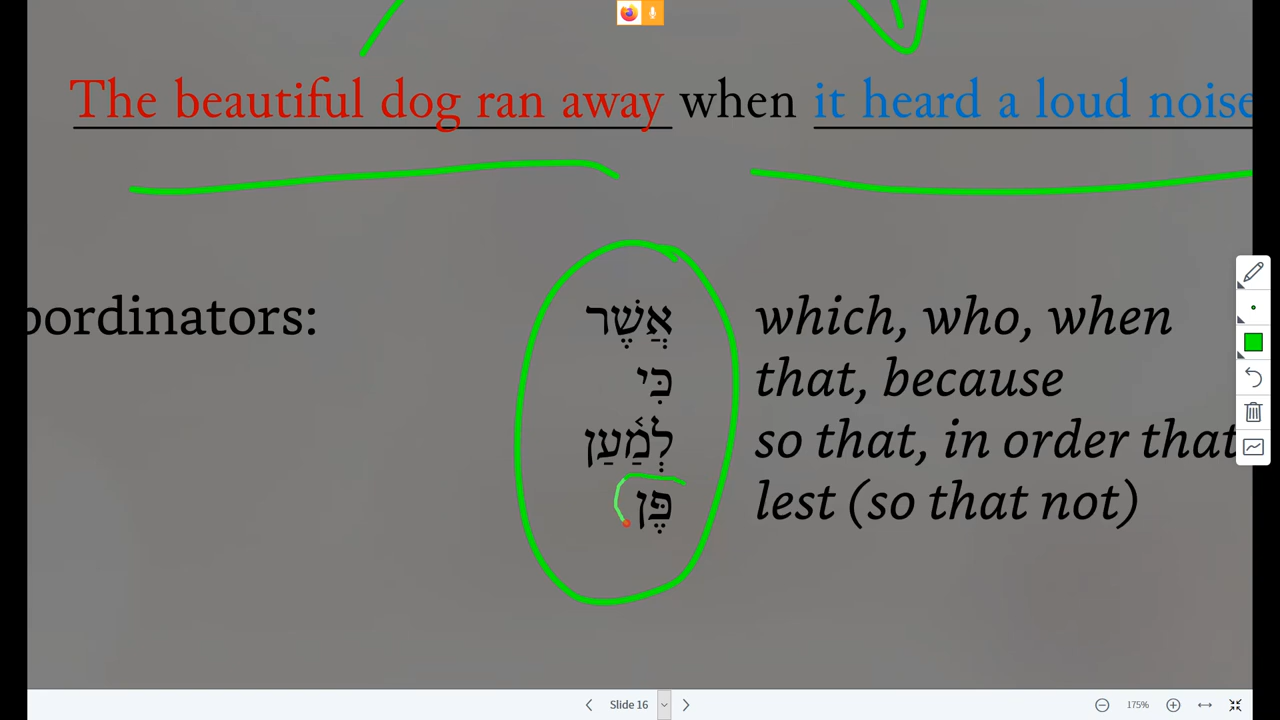 The beautiful dog ran away when it heard a loud noise
oordinators:
אֲשֶׁר which, who, when
כִּי that, because
לְמַ֫עַן so that, in order that
פֶּן lest (so that not)
Slide 16
175%